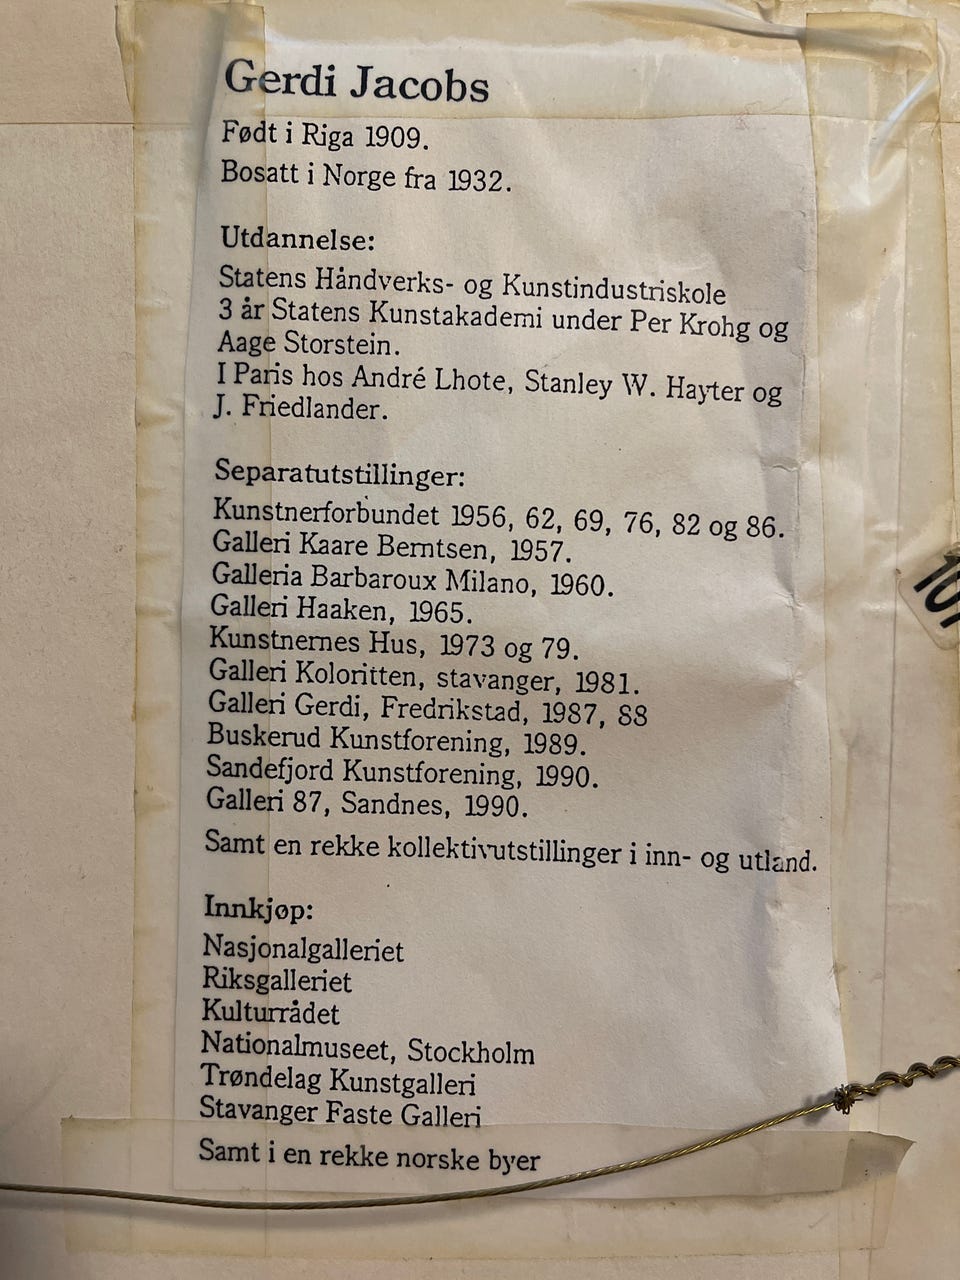 Gerdi Jacobs
Født i Riga 1909.
Bosatt i Norge fra 1932.
Utdannelse:
Statens Håndverks- og Kunstindustriskole
3 år Statens Kunstakademi under Per Krohg og
Aage Storstein.
I Paris hos André Lhote, Stanley W. Hayter og
J. Friedlander.
Separatutstillinger:
Kunstnerforbundet 1956, 62, 69, 76, 82 og 86.
Galleri Kaare Berntsen, 1957.
Galleria Barbaroux Milano, 1960.
Galleri Haaken, 1965.
Kunstnernes Hus, 1973 og 79.
Galleri Koloritten, stavanger, 1981.
Galleri Gerdi, Fredrikstad, 1987, 88
Buskerud Kunstforening, 1989.
Sandefjord Kunstforening, 1990.
Galleri 87, Sandnes, 1990.
Samt en rekke kollektivutstillinger i inn- og utland.
Innkjøp:
Nasjonalgalleriet
Riksgalleriet
Kulturrådet
Nationalmuseet, Stockholm
Trøndelag Kunstgalleri
Stavanger Faste Galleri
Samt i en rekke norske byer